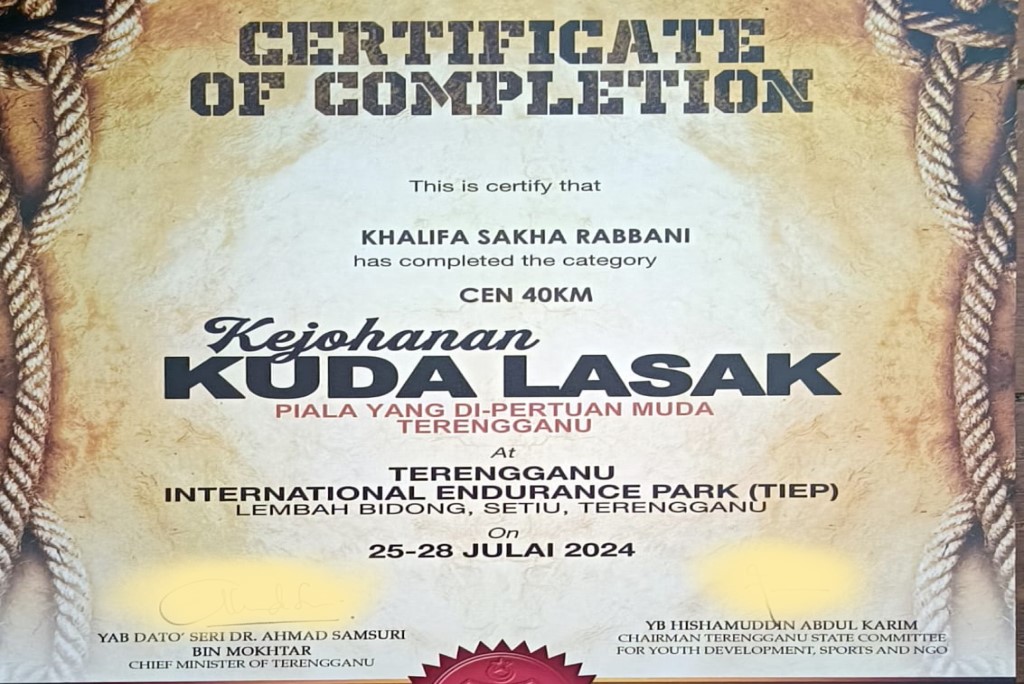 CERTIFICATE
OF COMPLETION
This is certify that
KHALIFA SAKHA RABBANI
has completed the category
CEN 40KM
Kejohanan
KUDA LASAK
PIALA YANG DI-PERTUAN MUDA
TERENGGANU
At
TERENGGANU
INTERNATIONAL ENDURANCE PARK (TIEP)
LEMBAH BIDONG, SETIU, TERENGGANU
On
25-28 JULAI 2024
YAB DATO' SERI DR. AHMAD SAMSURI
BIN MOKHTAR
CHIEF MINISTER OF TERENGGANU
YB HISHAMUDDIN ABDUL KARIM
CHAIRMAN TERENGGANU STATE COMMITTEE
FOR YOUTH DEVELOPMENT, SPORTS AND NGO